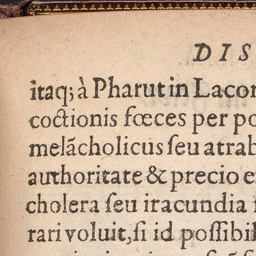 DIS
itaq; à Pharut in Lacon
coctionis fœces per po
melãcholicus ſeu atrab
authoritate & precio e
cholera ſeu iracundia
rari voluit, ſi id poſſibil